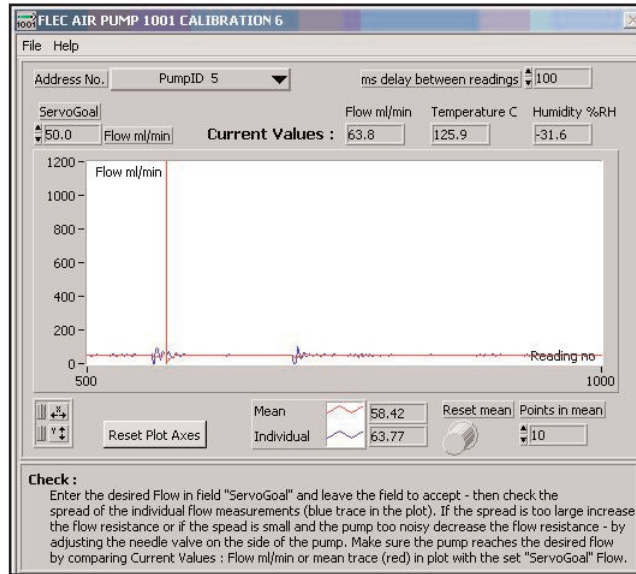 1001 FLEC AIR PUMP 1001 CALIBRATION 6
File Help
Address No. PumpID 5 ms delay between readings 100
ServoGoal Flow ml/min Temperature C Humidity %RH
50.0 Flow ml/min Current Values : 63.8 125.9 -31.6
1200
Flow ml/min
1000
800
600
400
200
0
Reading no
500 1000
X
Y
Mean 58.42 Reset mean Points in mean
Reset Plot Axes Individual 63.77 10
Check :
Enter the desired Flow in field "ServoGoal" and leave the field to accept - then check the
spread of the individual flow measurements (blue trace in the plot). If the spread is too large increase
the flow resistance or if the spead is small and the pump too noisy decrease the flow resistance - by
adjusting the needle valve on the side of the pump. Make sure the pump reaches the desired flow
by comparing Current Values : Flow ml/min or mean trace (red) in plot with the set "ServoGoal" Flow.